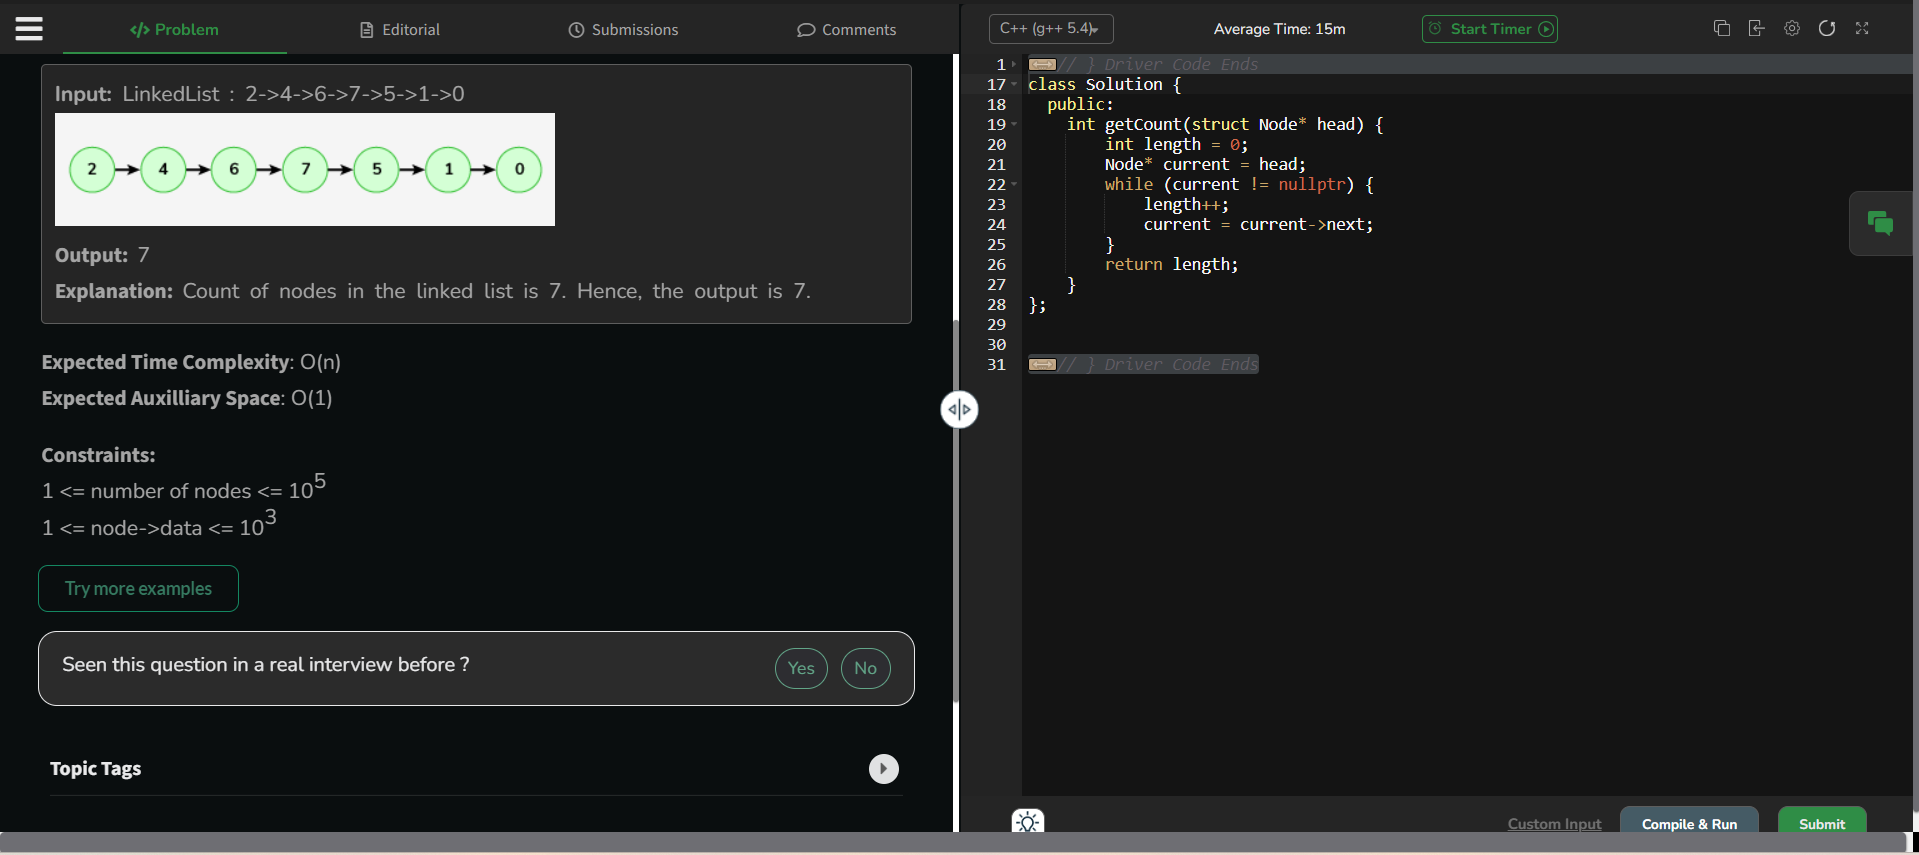 </> Problem
Editorial
Submissions
Comments
Input: LinkedList : 2->4->6->7->5->1->0
2 4 6 7 5 1 0
Output: 7
Explanation: Count of nodes in the linked list is 7. Hence, the output is 7.
Expected Time Complexity: O(n)
Expected Auxilliary Space: O(1)
Constraints:
1 <= number of nodes <= 10^5
1 <= node->data <= 10^3
Try more examples
Seen this question in a real interview before ?
Yes
No
Topic Tags
C++ (g++ 5.4)
Average Time: 15m
Start Timer
1 // } Driver Code Ends
17 class Solution {
18   public:
19     int getCount(struct Node* head) {
20         int length = 0;
21         Node* current = head;
22         while (current != nullptr) {
23             length++;
24             current = current->next;
25         }
26         return length;
27     }
28 };
29
30
31 // } Driver Code Ends
Custom Input
Compile & Run
Submit